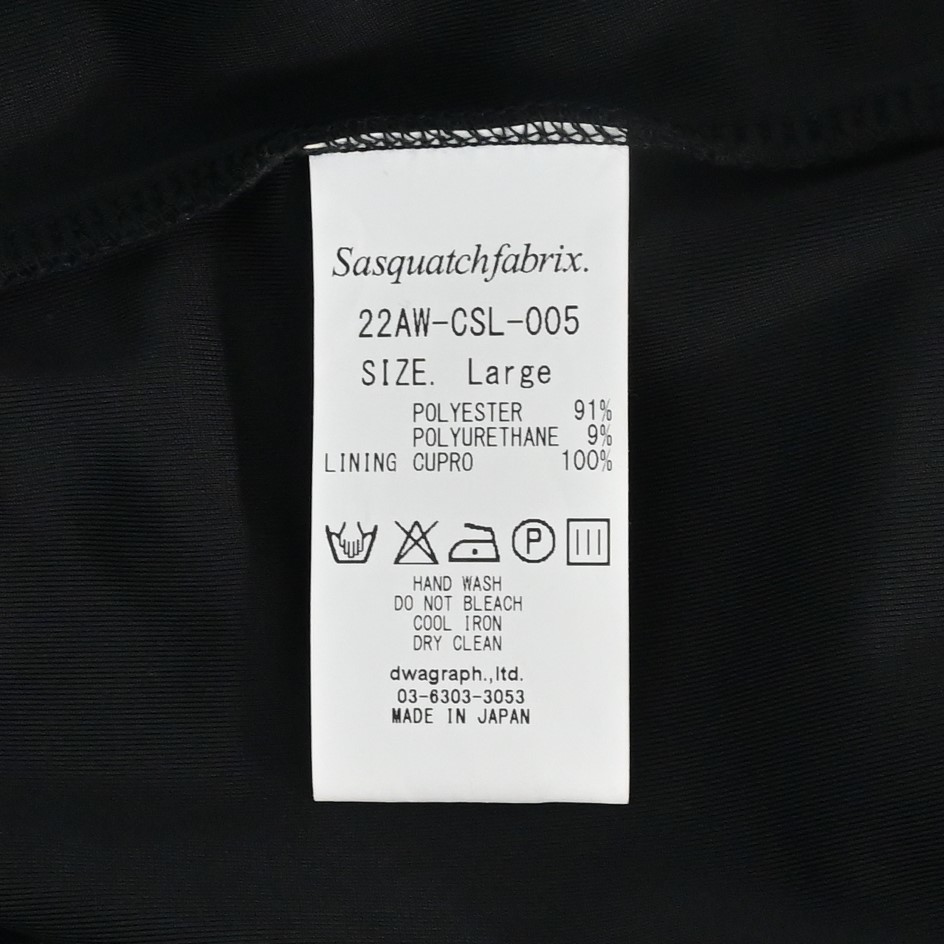 Sasquatchfabrix.
22AW-CSL-005
SIZE. Large
POLYESTER 91%
POLYURETHANE 9%
LINING CUPRO 100%
P
HAND WASH
DO NOT BLEACH
COOL IRON
DRY CLEAN
dwagraph.,ltd.
03-6303-3053
MADE IN JAPAN